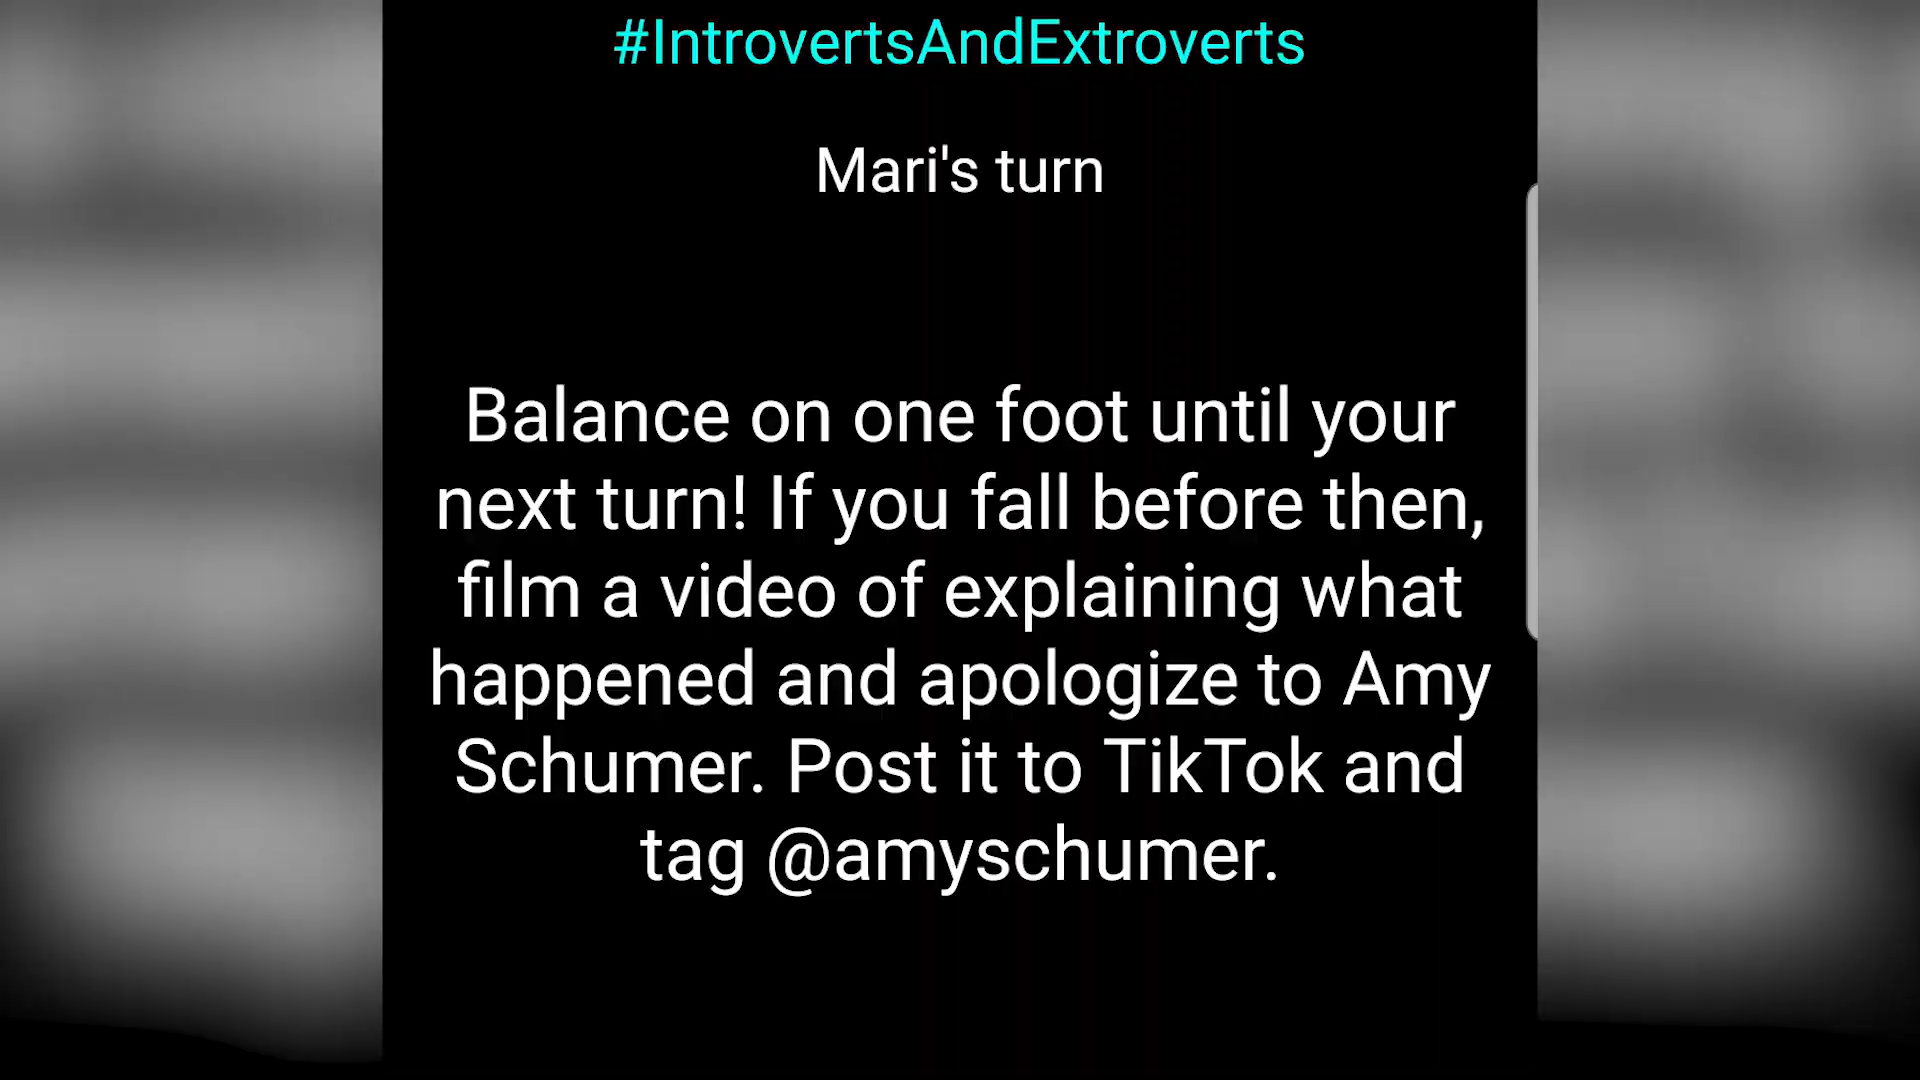 #IntrovertsAndExtroverts
Mari's turn
Balance on one foot until your
next turn! If you fall before then,
film a video of explaining what
happened and apologize to Amy
Schumer. Post it to TikTok and
tag @amyschumer.